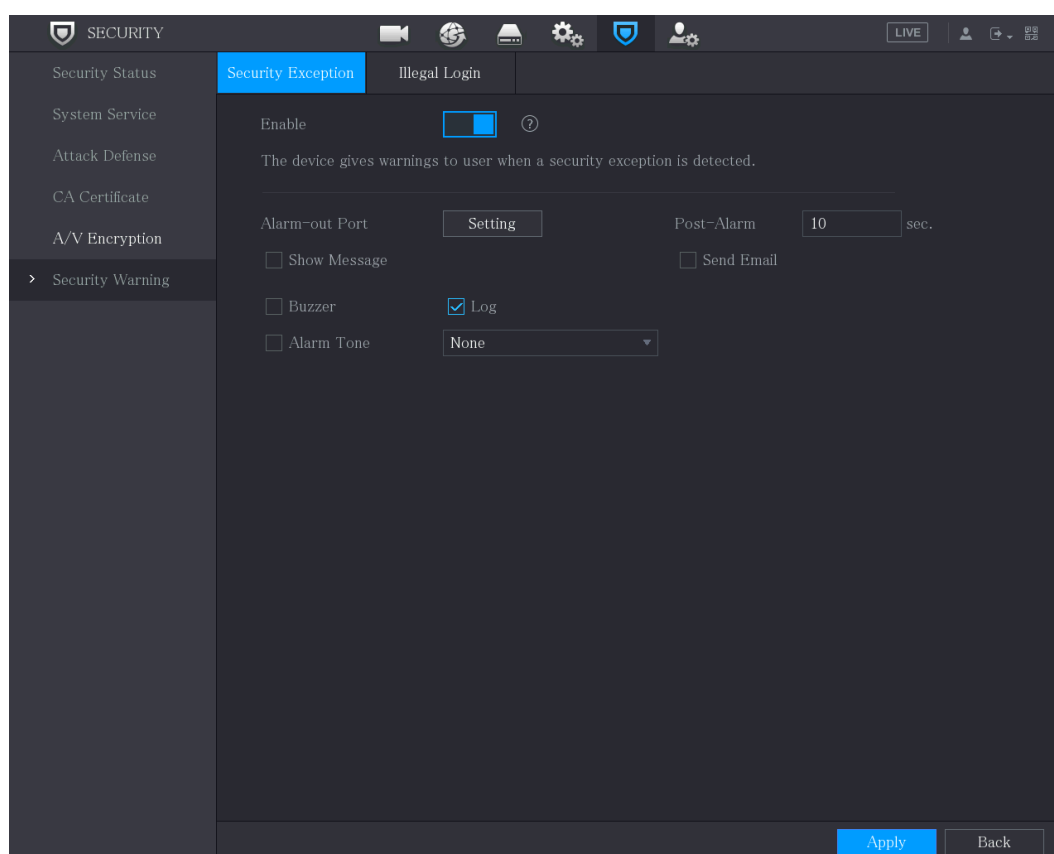 SECURITY
LIVE
Security Status
System Service
Attack Defense
CA Certificate
A/V Encryption
Security Warning
Security Exception Illegal Login
Enable
The device gives warnings to user when a security exception is detected.
Alarm-out Port Setting Post-Alarm 10 sec.
Show Message Send Email
Buzzer Log
Alarm Tone None
Apply Back